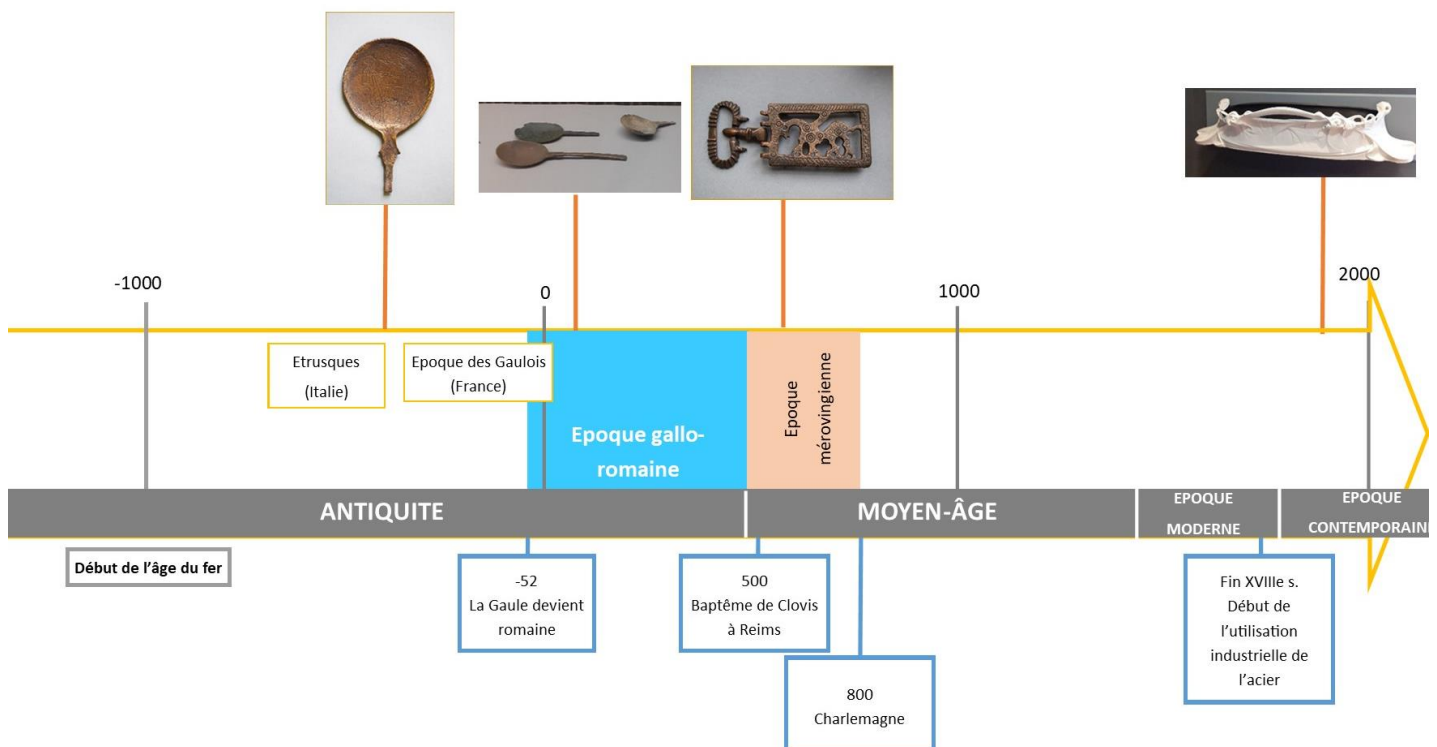 -1000
0
1000
2000
Etrusques
(Italie)
Epoque des Gaulois
(France)
Epoque gallo-
romaine
Epoque
mérovingienne
ANTIQUITE
MOYEN-ÂGE
EPOQUE
MODERNE
EPOQUE
CONTEMPORAINE
Début de l’âge du fer
-52
La Gaule devient
romaine
500
Baptême de Clovis
à Reims
800
Charlemagne
Fin XVIIIe s.
Début de
l’utilisation
industrielle de
l’acier